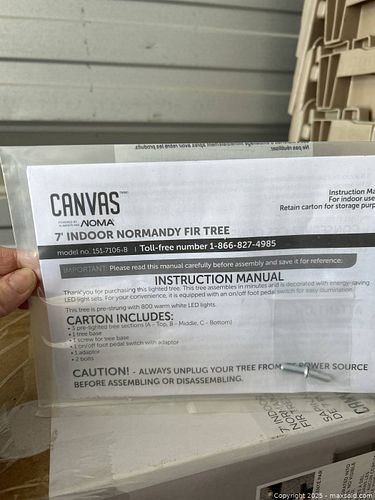 CANVAS
POWERED BY
NOMA
7' INDOOR NORMANDY FIR TREE
model no. 151-7106-8 | Toll-free number 1-866-827-4985
Instruction Ma
For indoor use
Retain carton for storage purp
IMPORTANT: Please read this manual carefully before assembly and save it for reference.
INSTRUCTION MANUAL
Thank you for purchasing this lighted tree. This tree assembles in minutes and is decorated with energy-saving
LED light sets. For your convenience, it is equipped with an on/off foot pedal switch for easy illumination.
This tree is pre-strung with 800 warm white LED lights.
CARTON INCLUDES:
• 3 pre-lighted tree sections (A - Top, B - Middle, C - Bottom)
• 1 tree base
• 1 screw for tree base
• 1 on/off foot pedal switch with adaptor
• 1 adaptor
• 2 bolts
CAUTION! - ALWAYS UNPLUG YOUR TREE FROM POWER SOURCE
BEFORE ASSEMBLING OR DISASSEMBLING.
7' INDOOR
FIR TREE
SAPIN
DE
Copyright 2025 - maxsold.com